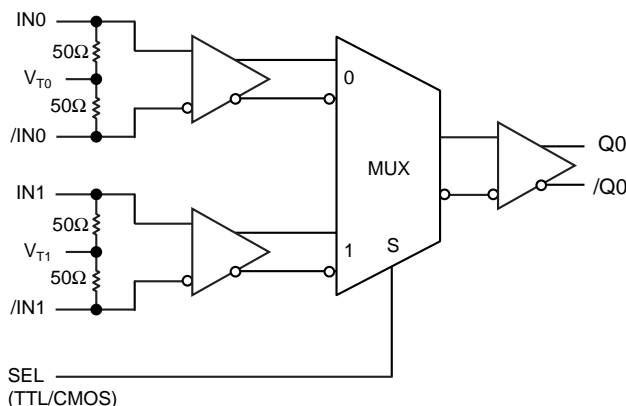 IN0
50Ω
VT0
50Ω
/IN0
0
MUX
Q0
/Q0
IN1
50Ω
VT1
50Ω
/IN1
1
S
SEL
(TTL/CMOS)